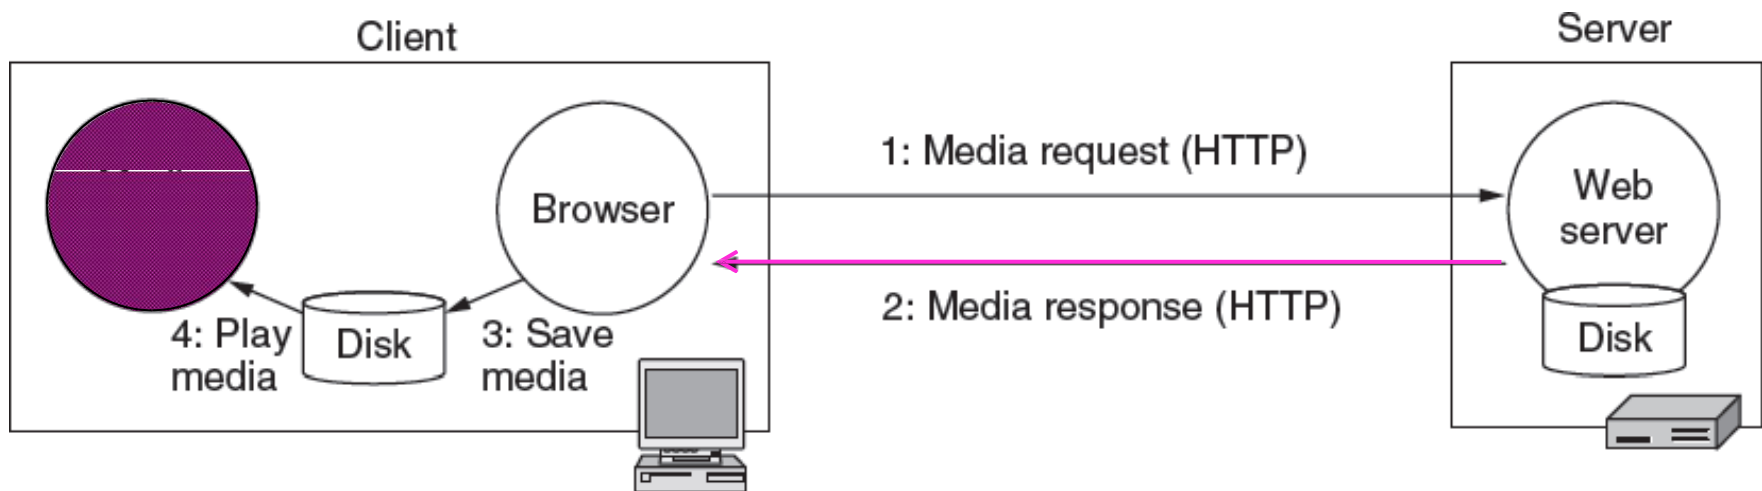 Client
Server
1: Media request (HTTP)
Browser
Web
server
2: Media response (HTTP)
4: Play
media
Disk
3: Save
media
Disk